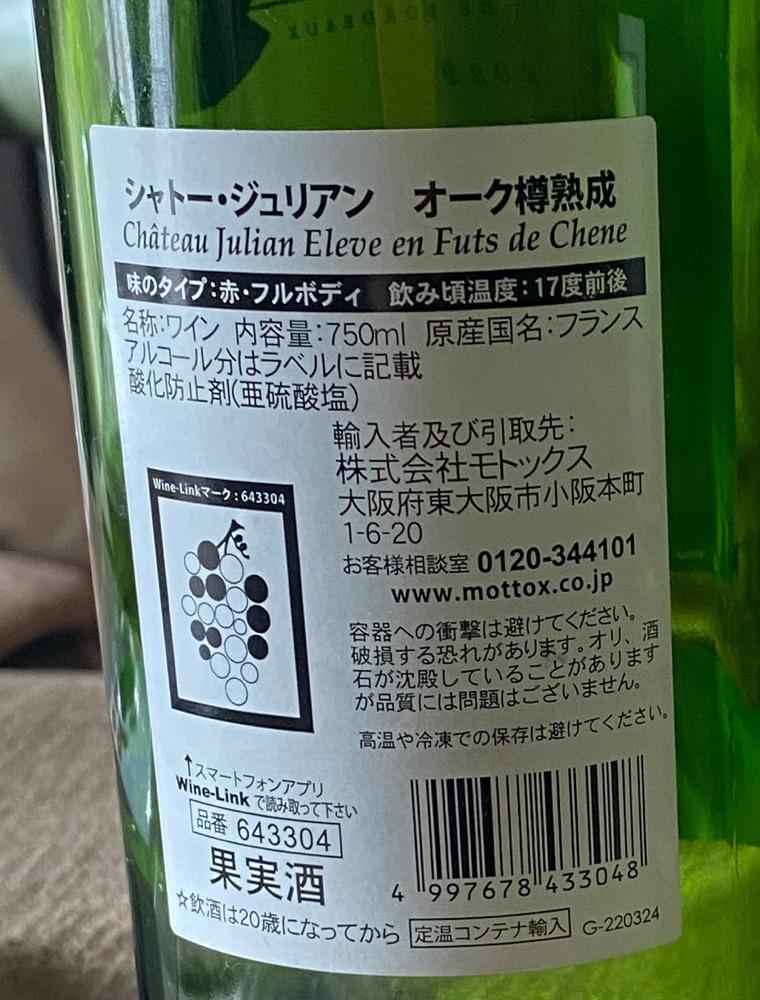 DE BORDEAUX
シャトー・ジュリアン オーク樽熟成
Château Julian Eleve en Futs de Chene
味のタイプ:赤・フルボディ 飲み頃温度:17度前後
名称:ワイン 内容量:750ml 原産国名:フランス
アルコール分はラベルに記載
酸化防止剤(亜硫酸塩)
輸入者及び引取先:
株式会社モトックス
大阪府東大阪市小阪本町
1-6-20
お客様相談室 0120-344101
www.mottox.co.jp
Wine-Linkマーク:643304
容器への衝撃は避けてください。
破損する恐れがあります。オリ、酒
石が沈殿していることがあります
が品質には問題はございません。
高温や冷凍での保存は避けてください。
↑スマートフォンアプリ
Wine-Link で読み取って下さい
品番 643304
果実酒
☆飲酒は20歳になってから
4 997678 433048
定温コンテナ輸入 G-220324